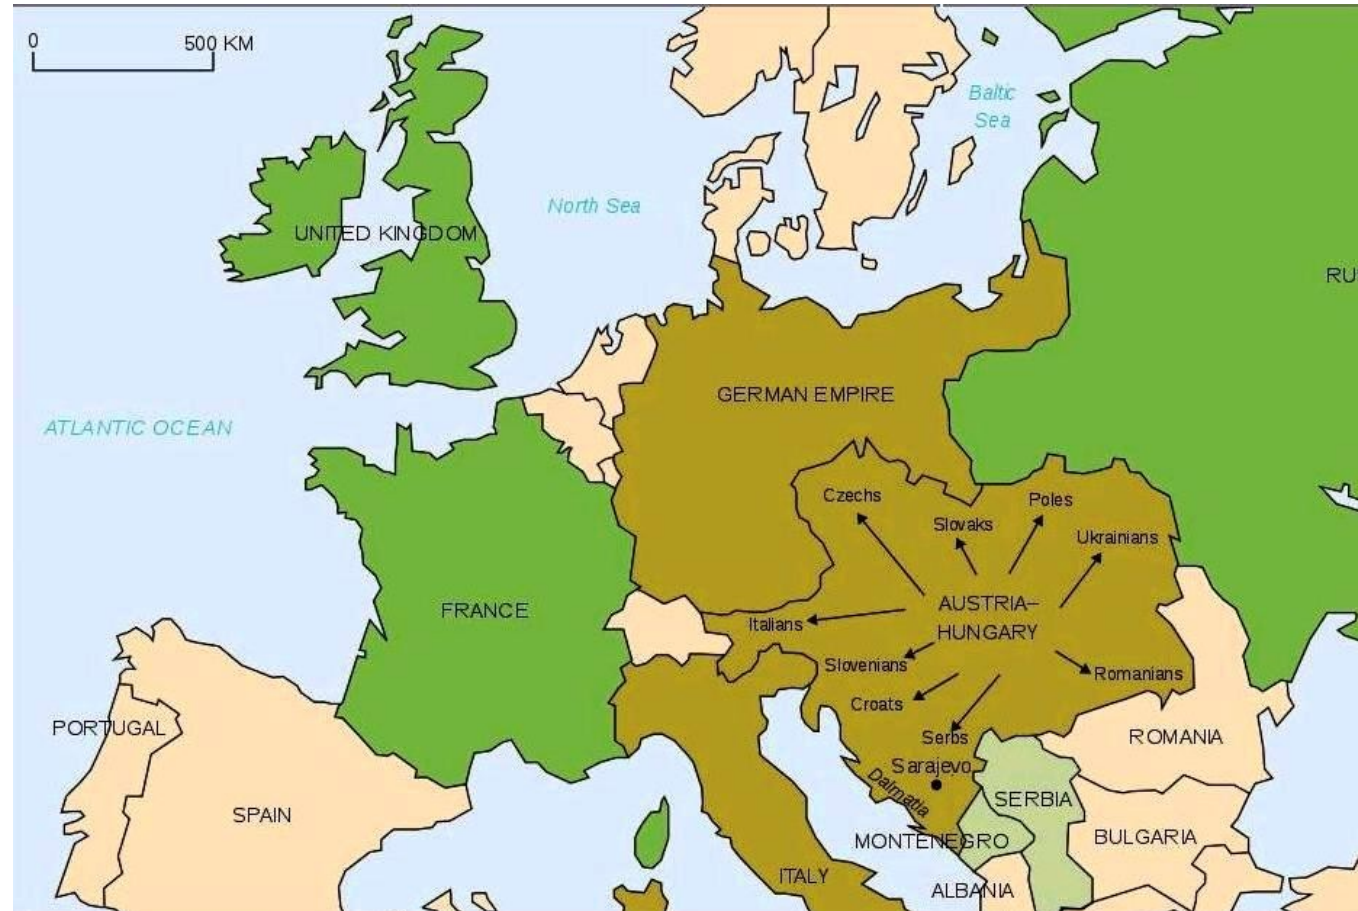 0 500 KM
Baltic
Sea
North Sea
UNITED KINGDOM
RU
GERMAN EMPIRE
ATLANTIC OCEAN
Czechs
Poles
Slovaks
Ukrainians
AUSTRIA–
HUNGARY
FRANCE
Italians
Slovenians
Romanians
Croats
PORTUGAL
Serbs
ROMANIA
Sarajevo
Dalmatia
SERBIA
SPAIN
BULGARIA
MONTENEGRO
ITALY
ALBANIA